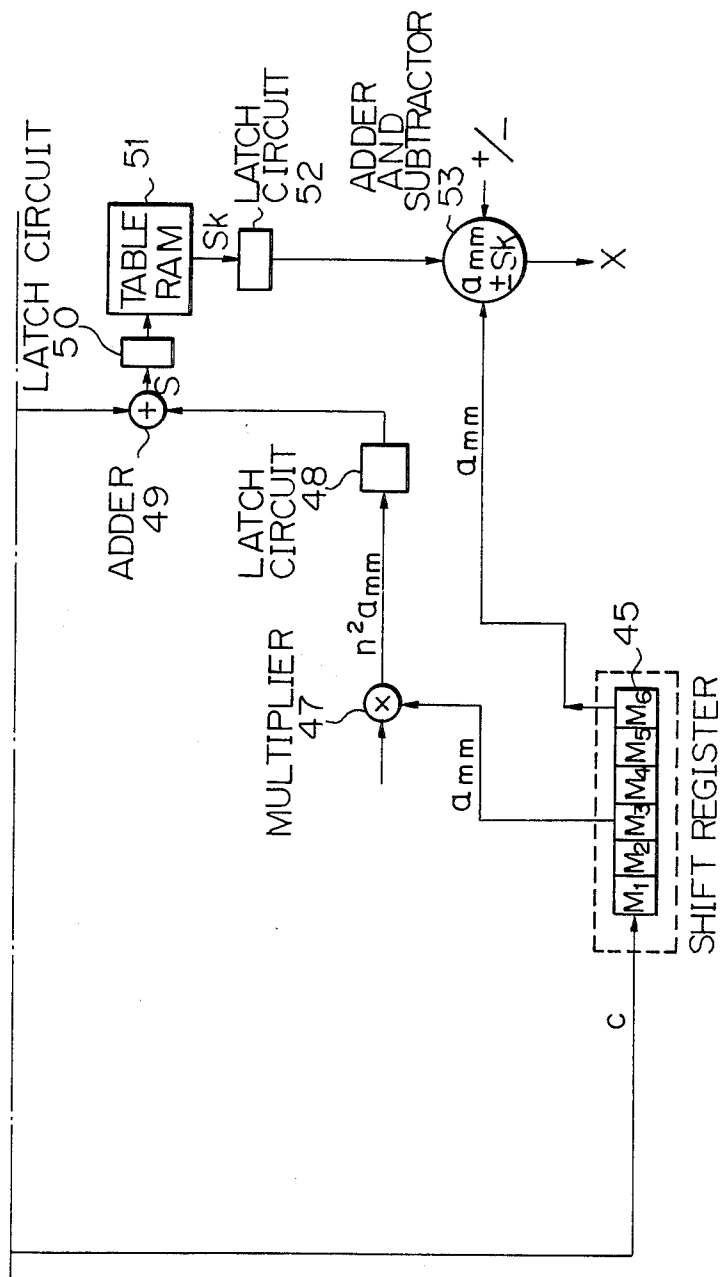 LATCH CIRCUIT
50
51
TABLE
RAM
Sk
LATCH
CIRCUIT
52
S
ADDER
49
ADDER
AND
SUBTRACTOR
53
+/-
amm
±Sk
X
LATCH
CIRCUIT
48
n²amm
MULTIPLIER
47
×
+
amm
amm
45
M₁ M₂ M₃ M₄ M₅ M₆
SHIFT REGISTER
c